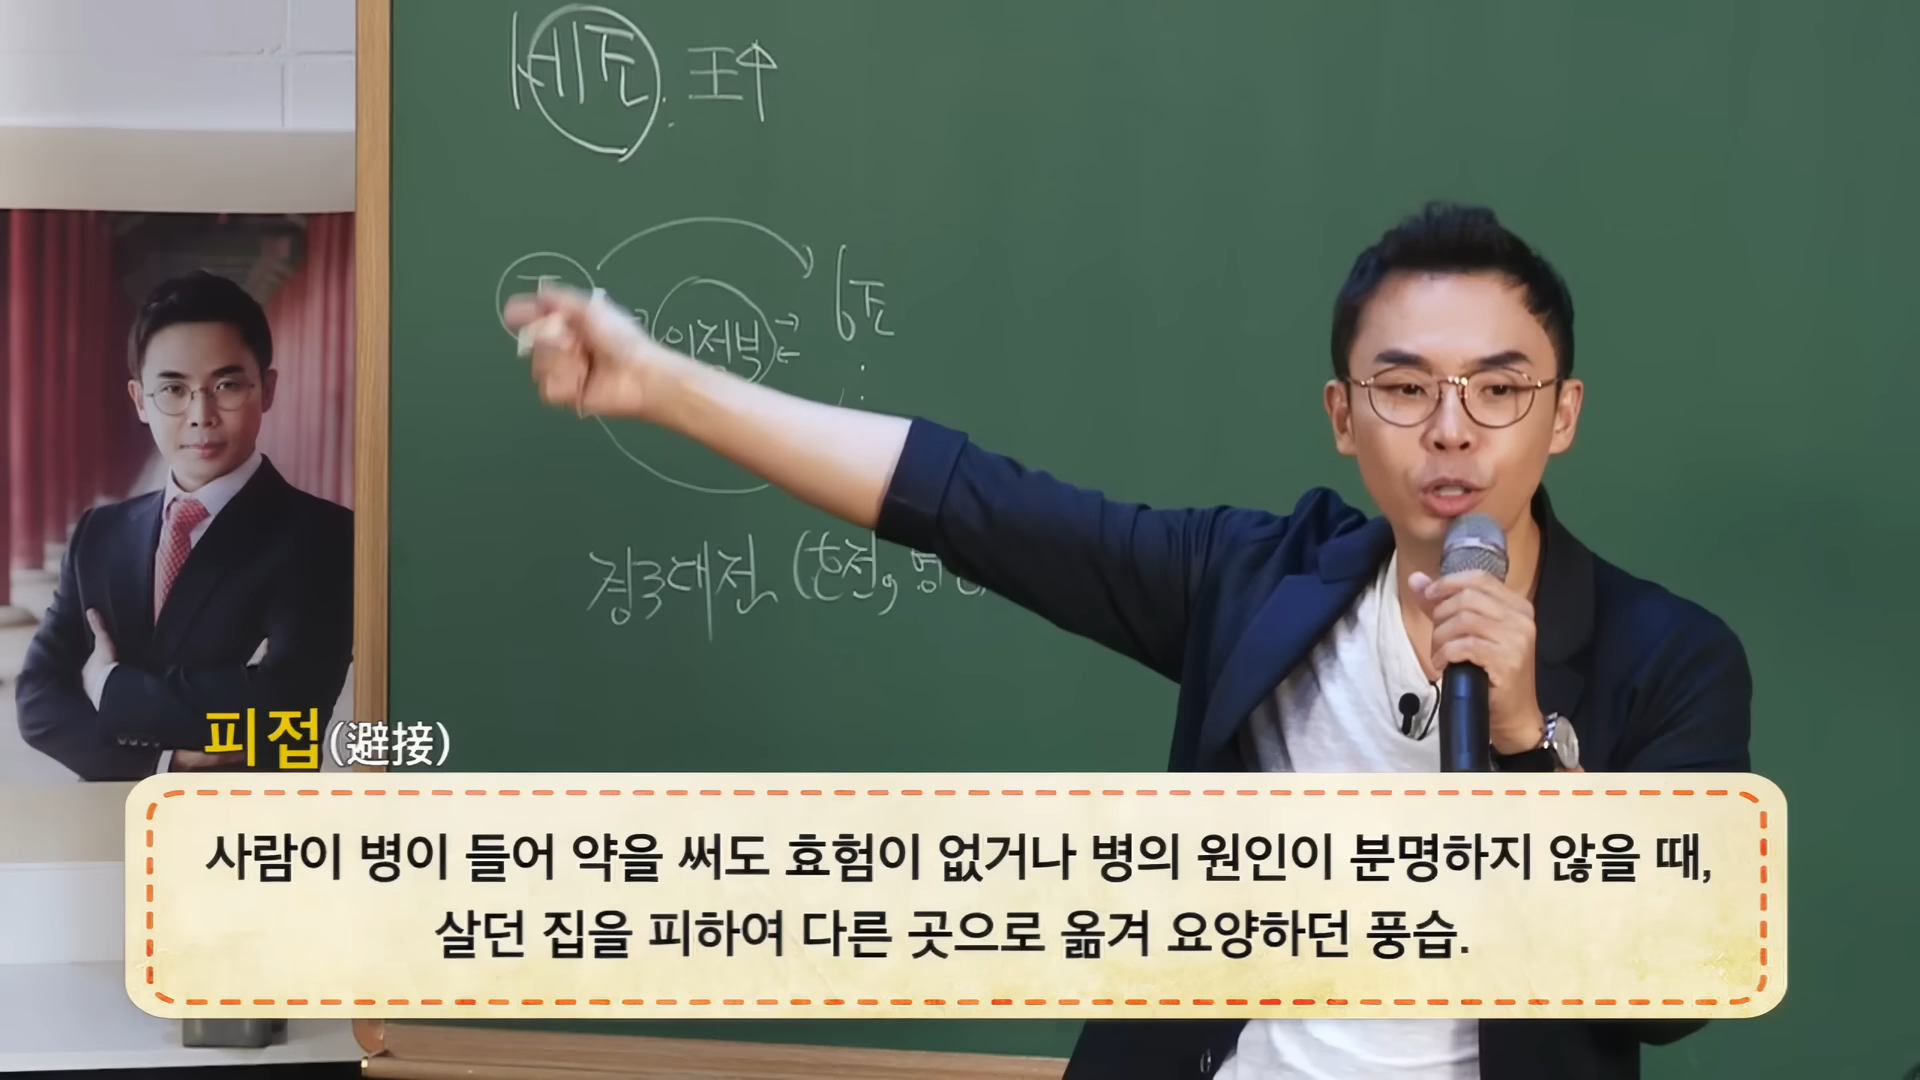 세조. 王↑
6조
의정부
경국대전
피접(避接)
사람이 병이 들어 약을 써도 효험이 없거나 병의 원인이 분명하지 않을 때,
살던 집을 피하여 다른 곳으로 옮겨 요양하던 풍습.